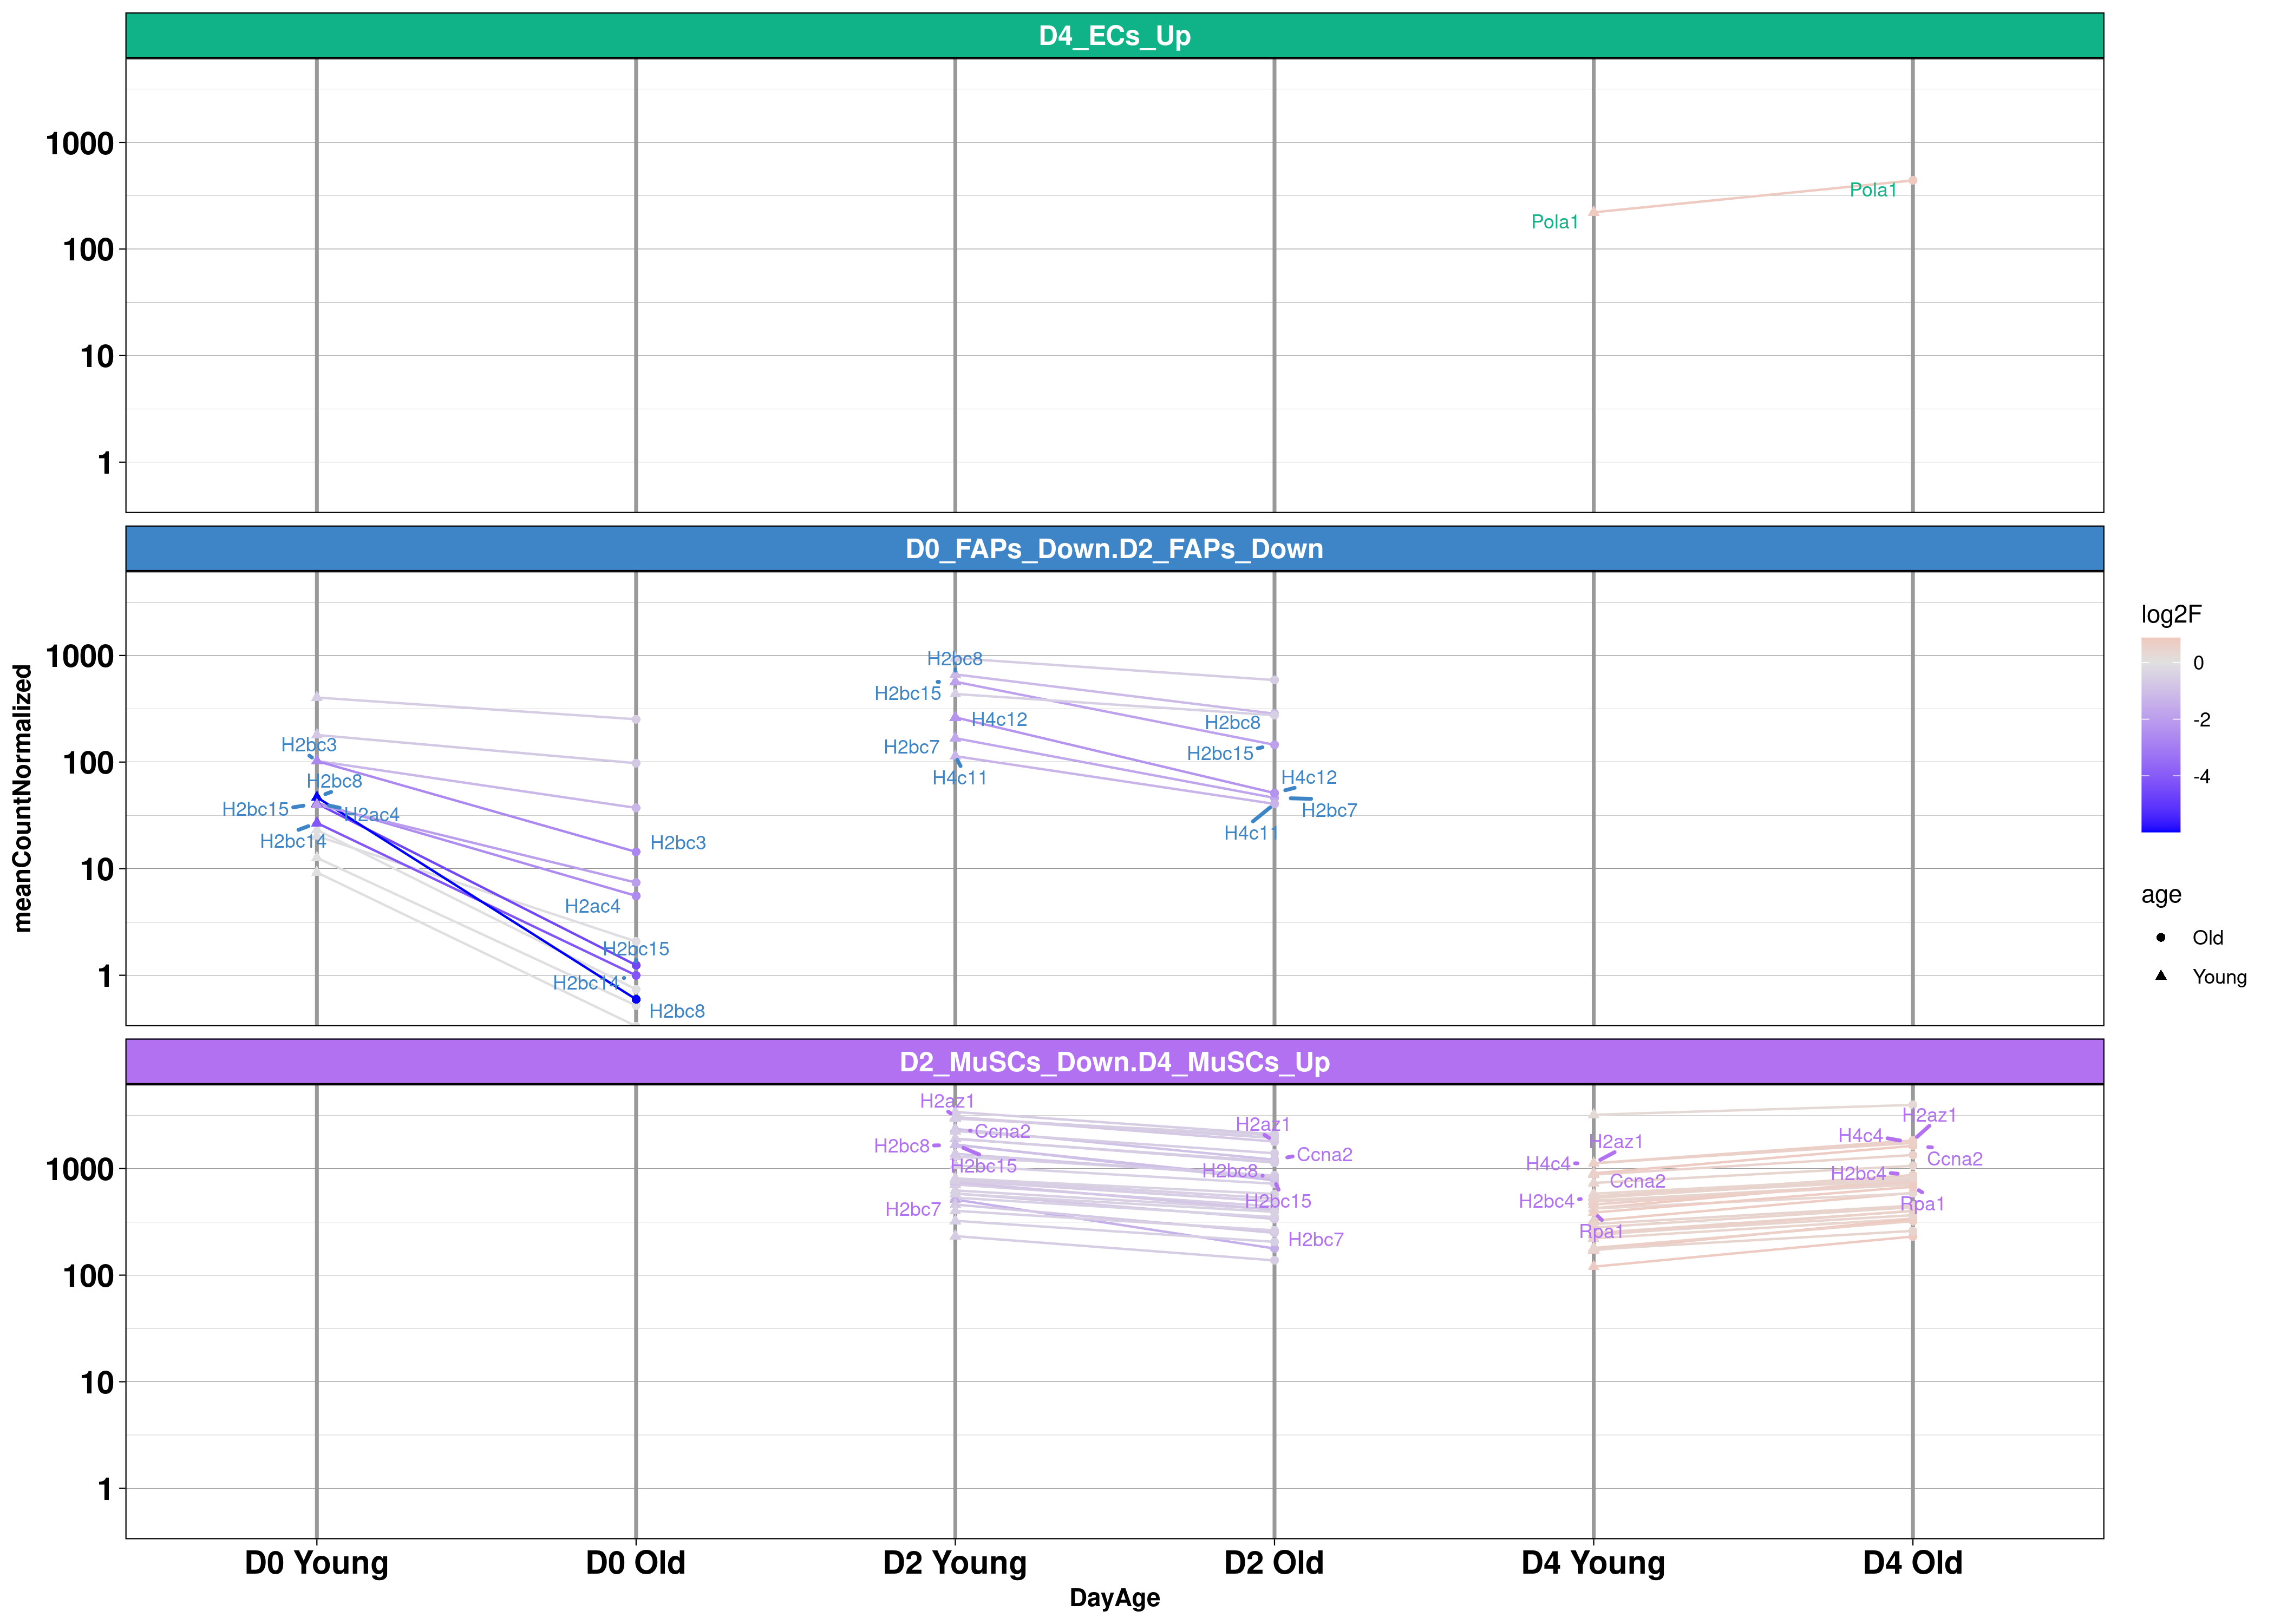 D4_ECs_Up
1000
100
10
1
Pola1
Pola1
D0_FAPs_Down.D2_FAPs_Down
meanCountNormalized
1000
100
10
1
H2bc3
H2bc8
H2bc15
H2ac4
H2bc14
H2bc3
H2ac4
H2bc15
H2bc14
H2bc8
H2bc8
H2bc15
H4c12
H2bc7
H4c11
H2bc8
H2bc15
H4c12
H2bc7
H4c11
D2_MuSCs_Down.D4_MuSCs_Up
1000
100
10
1
H2az1
Ccna2
H2bc8
H2bc15
H2bc7
H2az1
Ccna2
H2bc8
H2bc15
H2bc7
H2az1
H4c4
Ccna2
H2bc4
Rpa1
H2az1
H4c4
Ccna2
H2bc4
Rpa1
D0 Young
D0 Old
D2 Young
D2 Old
D4 Young
D4 Old
DayAge
log2F
0
-2
-4
age
Old
Young